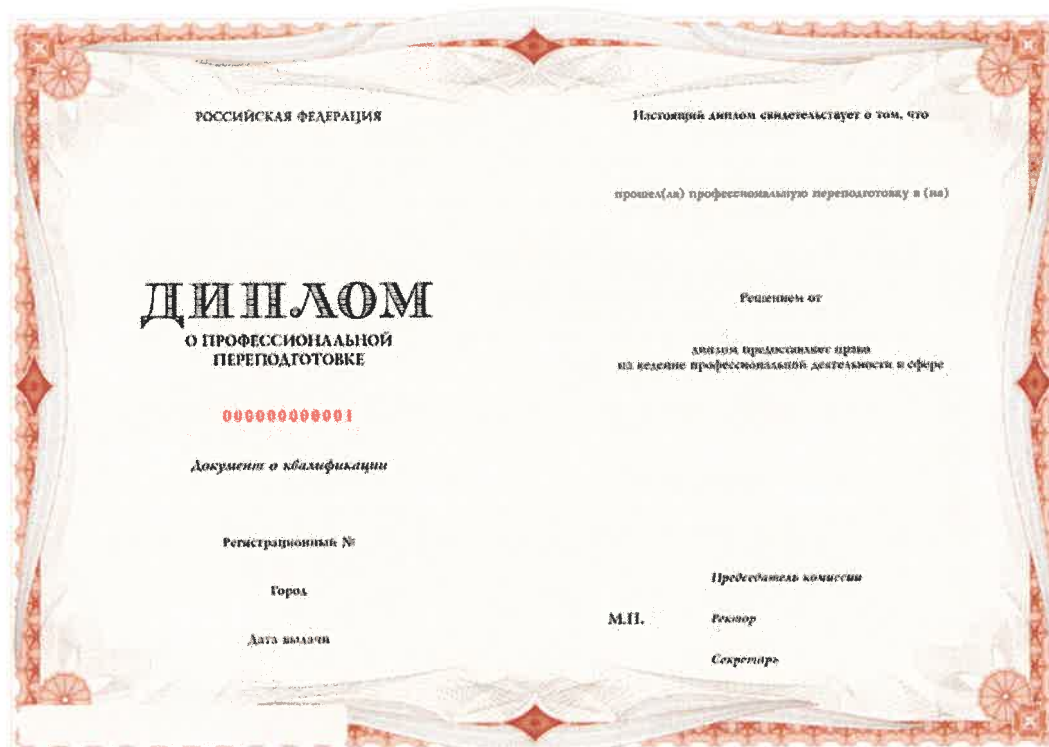 РОССИЙСКАЯ ФЕДЕРАЦИЯ
ДИПЛОМ
О ПРОФЕССИОНАЛЬНОЙ
ПЕРЕПОДГОТОВКЕ
000000000001
Документ о квалификации
Регистрационный №
Город
Дата выдачи
Настоящий диплом свидетельствует о том, что
прошел(ла) профессиональную переподготовку в (на)
Решением от
диплом предоставляет право
на ведение профессиональной деятельности в сфере
Председатель комиссии
М.П.
Ректор
Секретарь